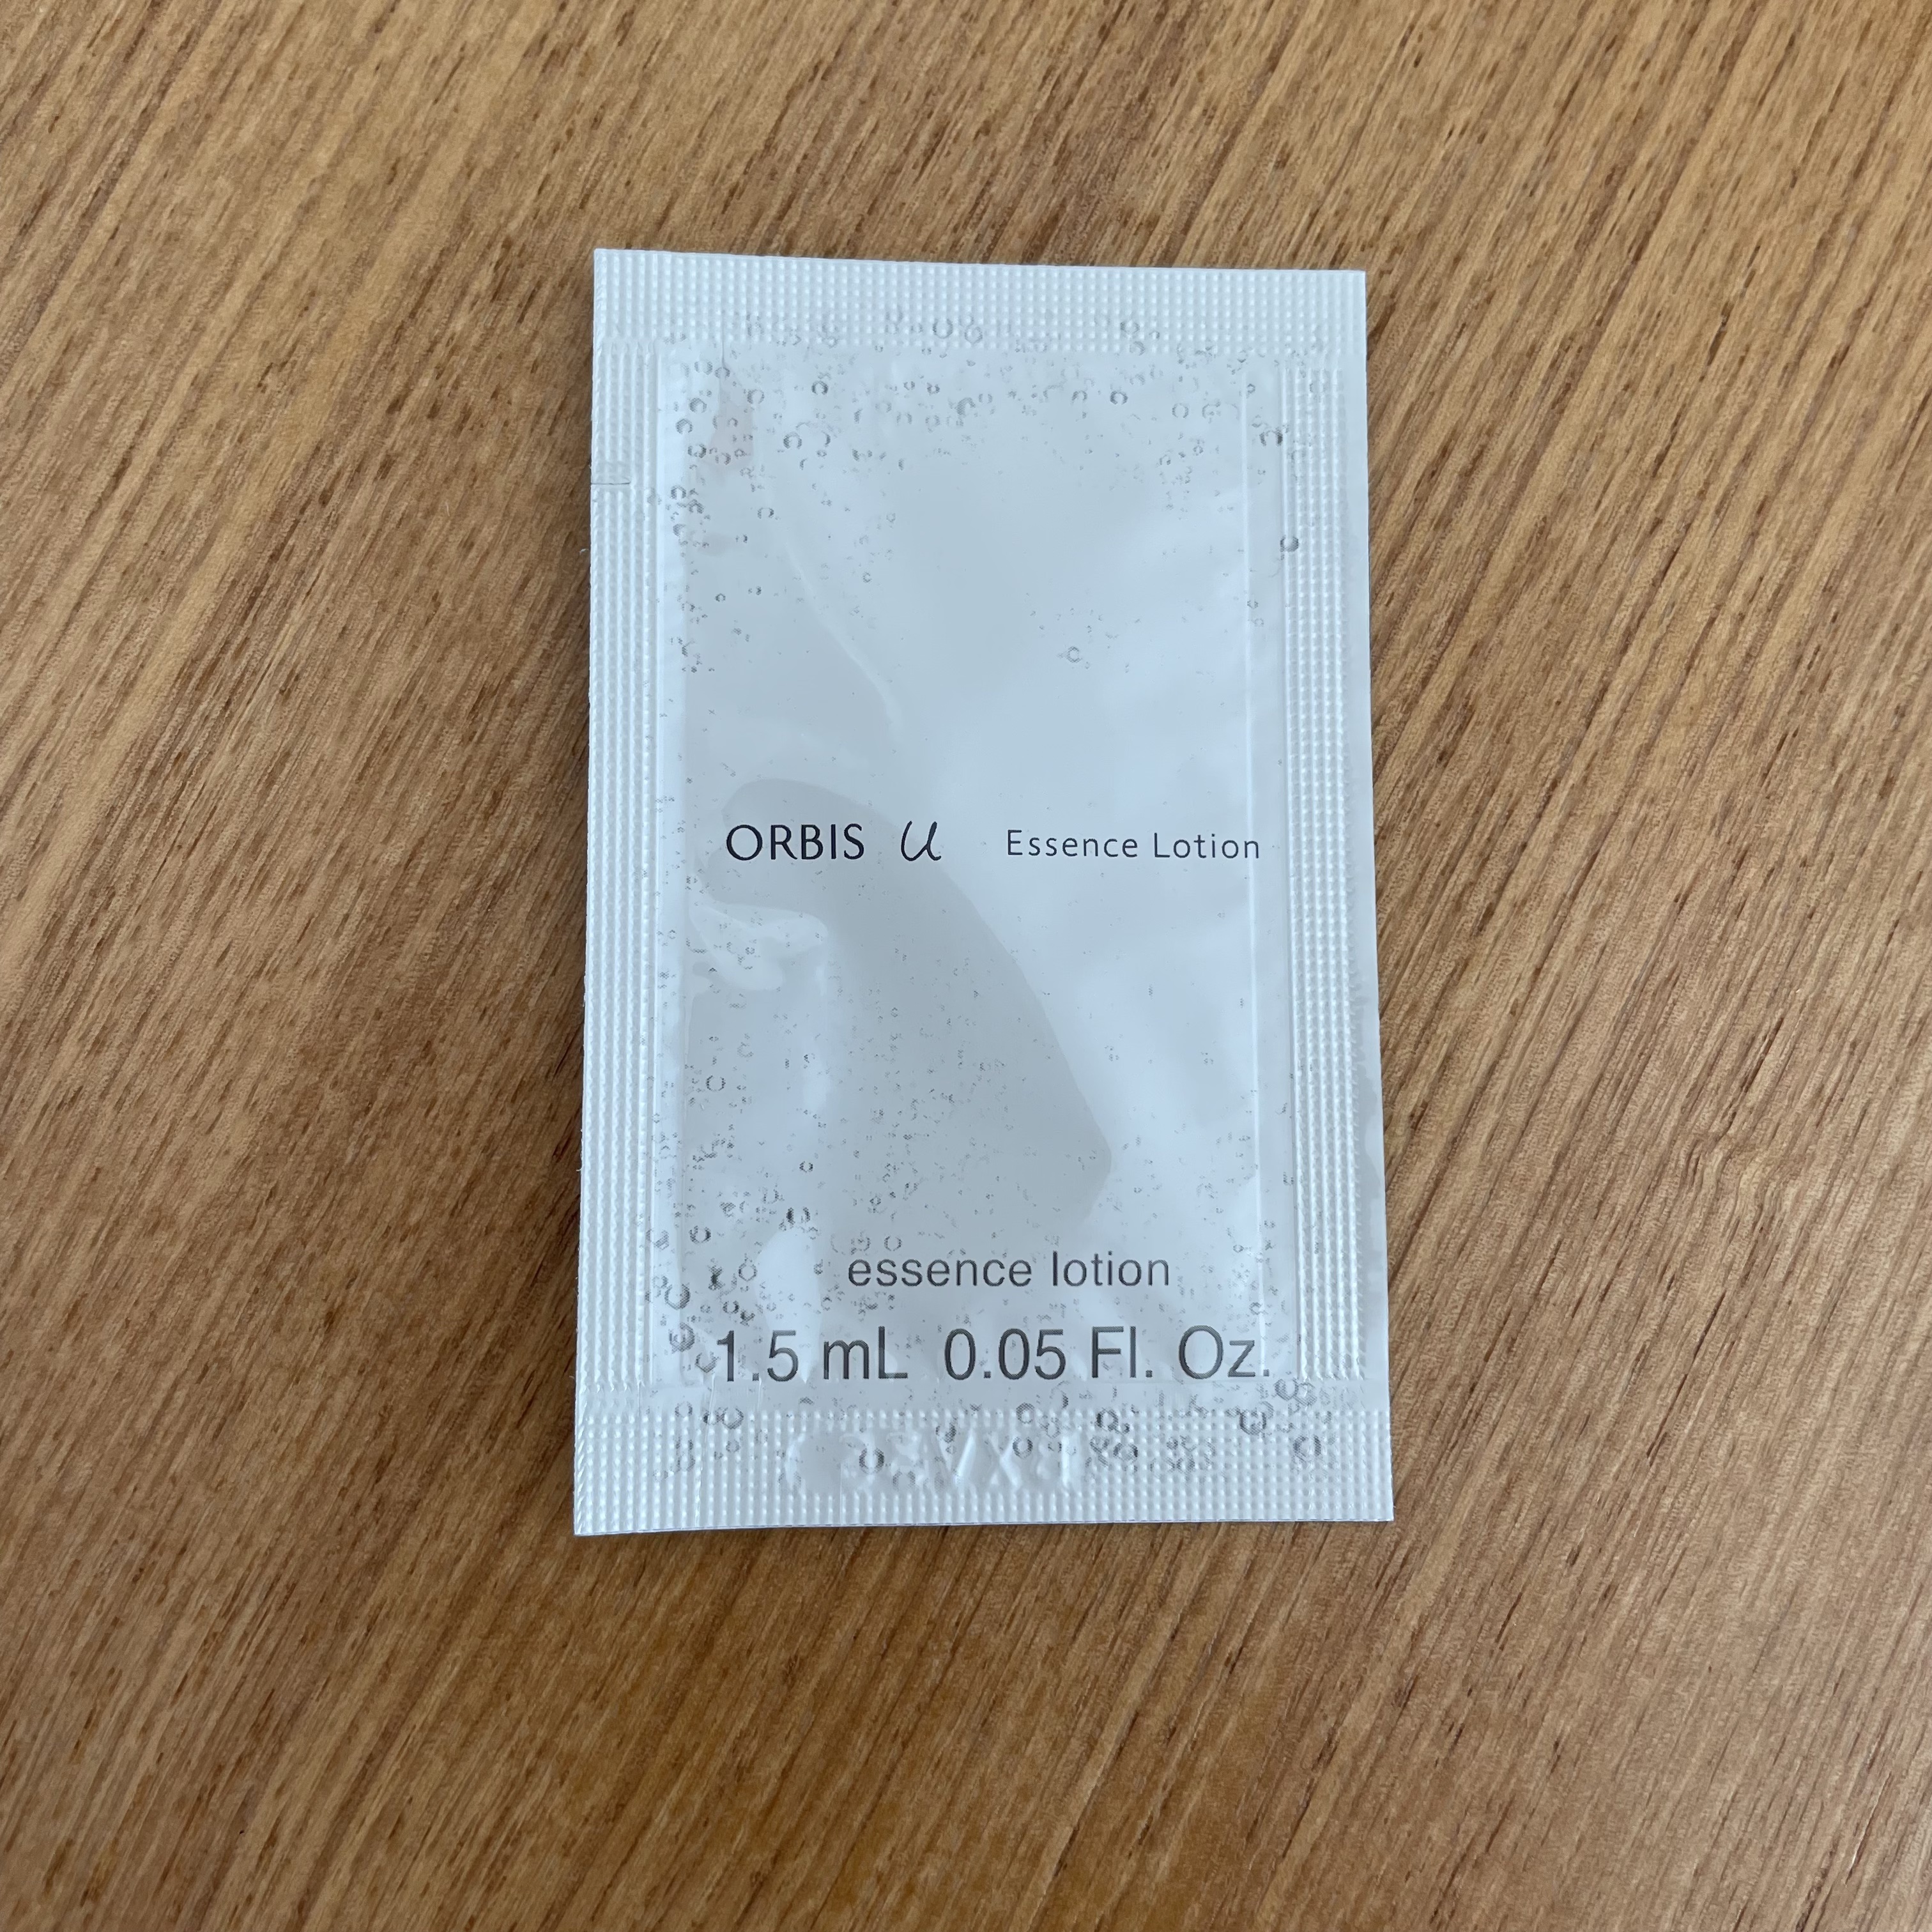 ORBIS u Essence Lotion
essence lotion
1.5 mL 0.05 Fl. Oz.